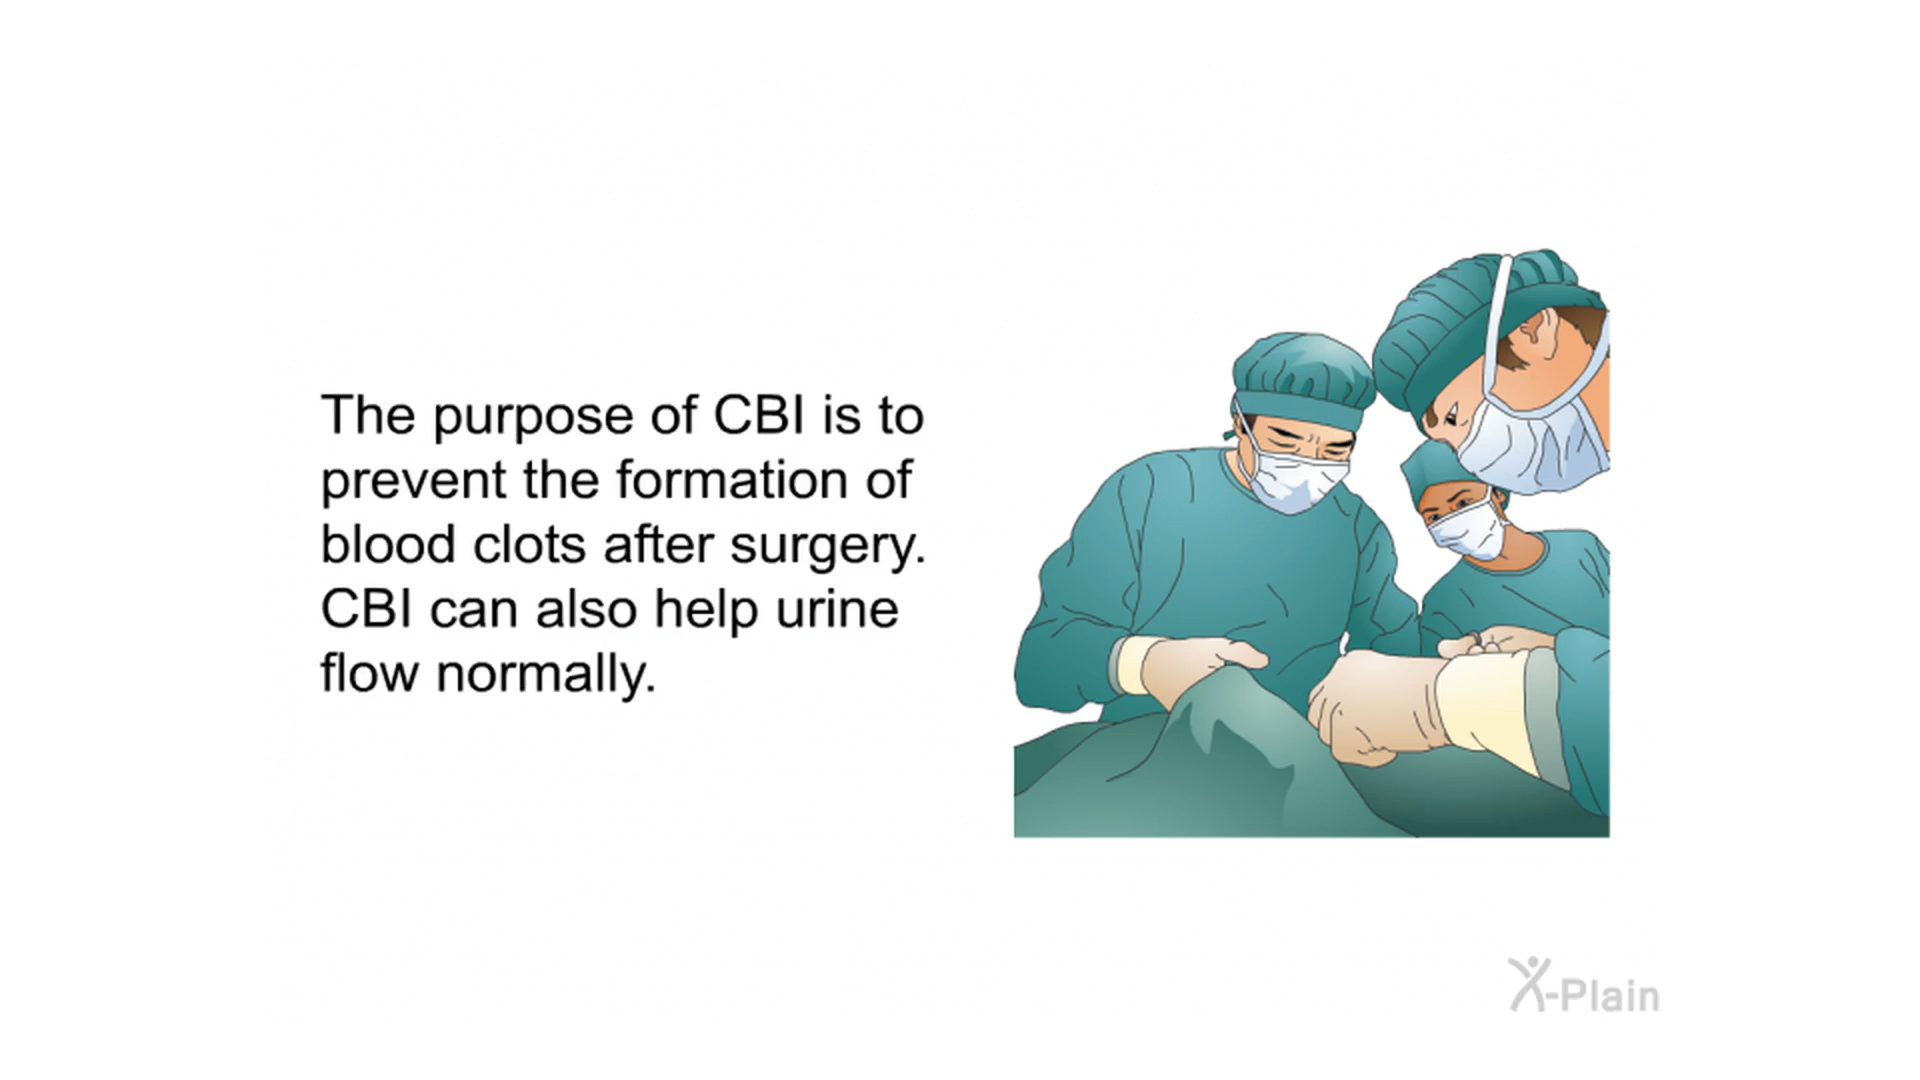 The purpose of CBI is to
prevent the formation of
blood clots after surgery.
CBI can also help urine
flow normally.
X-Plain